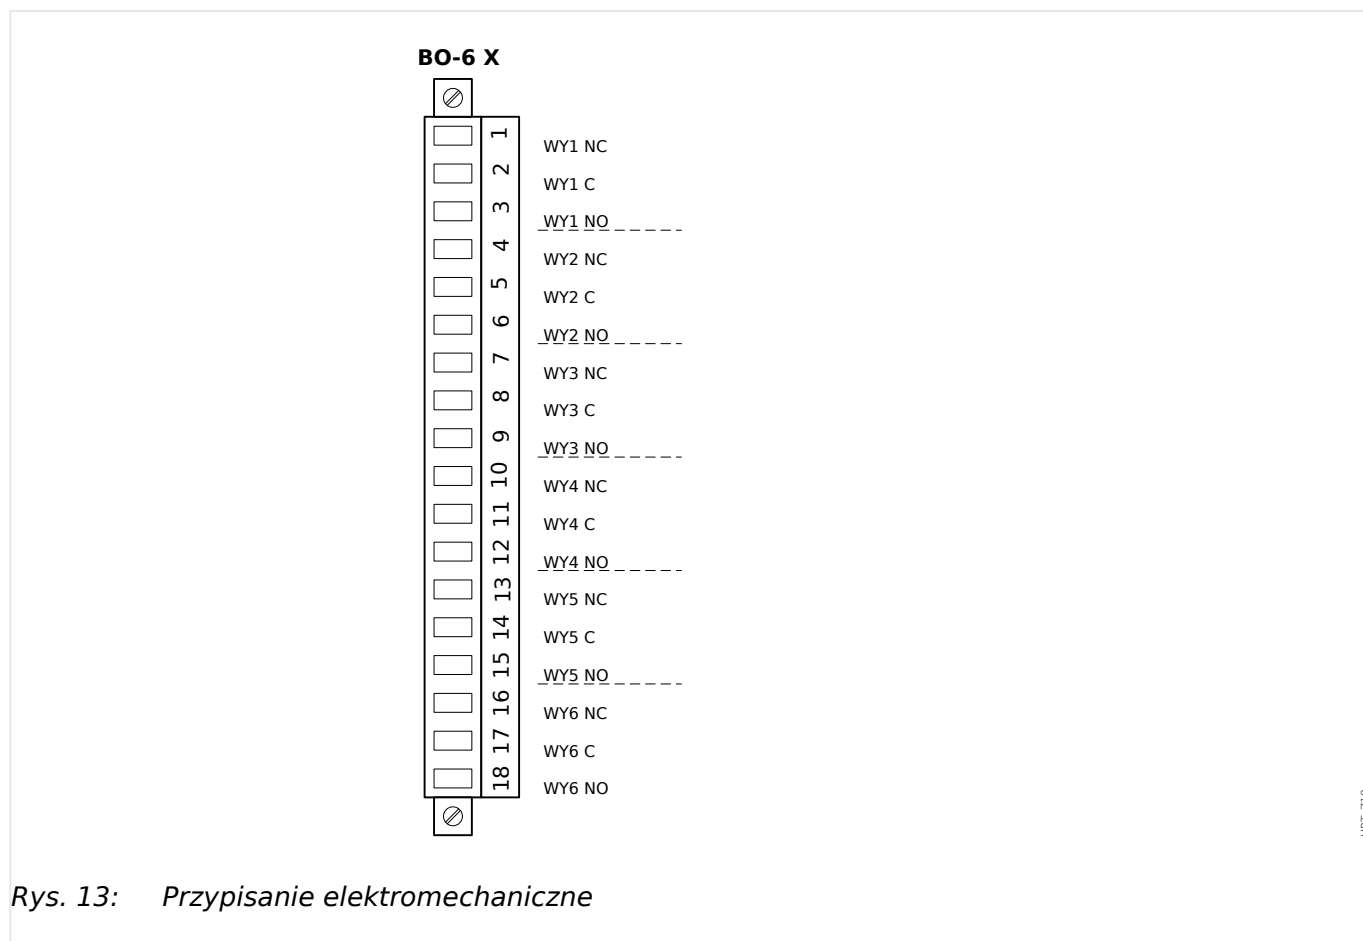 BO-6 X
1 WY1 NC
2 WY1 C
3 WY1 NO
4 WY2 NC
5 WY2 C
6 WY2 NO
7 WY3 NC
8 WY3 C
9 WY3 NO
10 WY4 NC
11 WY4 C
12 WY4 NO
13 WY5 NC
14 WY5 C
15 WY5 NO
16 WY6 NC
17 WY6 C
18 WY6 NO
Rys. 13: Przypisanie elektromechaniczne